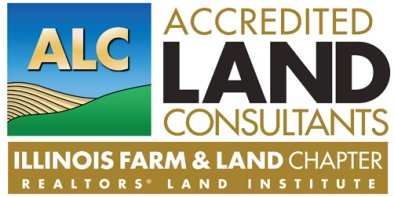 ALC
ACCREDITED
LAND
CONSULTANTS
ILLINOIS FARM & LAND CHAPTER
REALTORS® LAND INSTITUTE